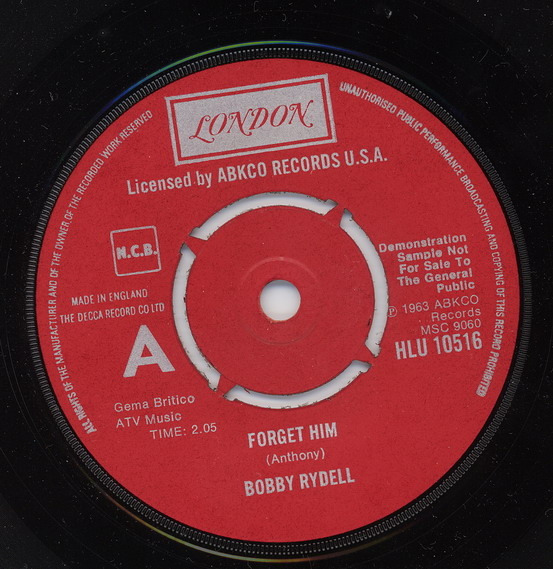 LONDON
Licensed by ABKCO RECORDS U.S.A.
ALL RIGHTS OF THE MANUFACTURER AND OF THE OWNER OF THE RECORDED WORK RESERVED
UNAUTHORISED PUBLIC PERFORMANCE BROADCASTING AND COPYING OF THIS RECORD PROHIBITED
N.C.B.
MADE IN ENGLAND
THE DECCA RECORD CO LTD
A
Gema Britico
ATV Music
TIME: 2.05
Demonstration
Sample Not
For Sale To
The General
Public
℗ 1963 ABKCO
Records
MSC 9060
HLU 10516
FORGET HIM
(Anthony)
BOBBY RYDELL